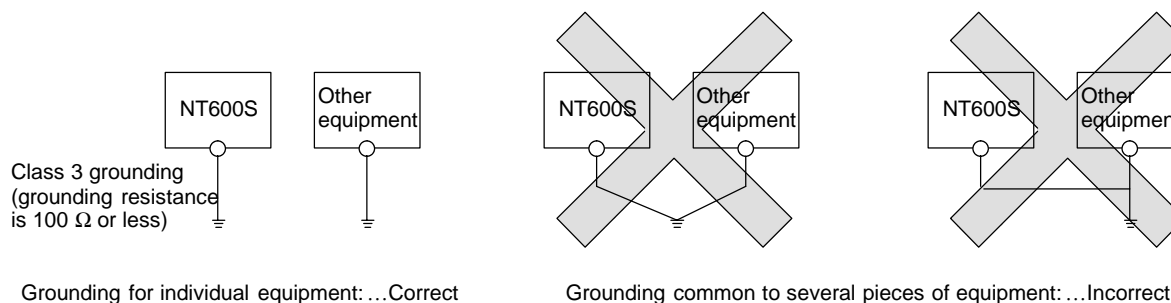 NT600S
Other
equipment
Class 3 grounding
(grounding resistance
is 100 Ω or less)
NT600S
Other
equipment
NT600S
Other
equipment
Grounding for individual equipment: …Correct
Grounding common to several pieces of equipment: …Incorrect